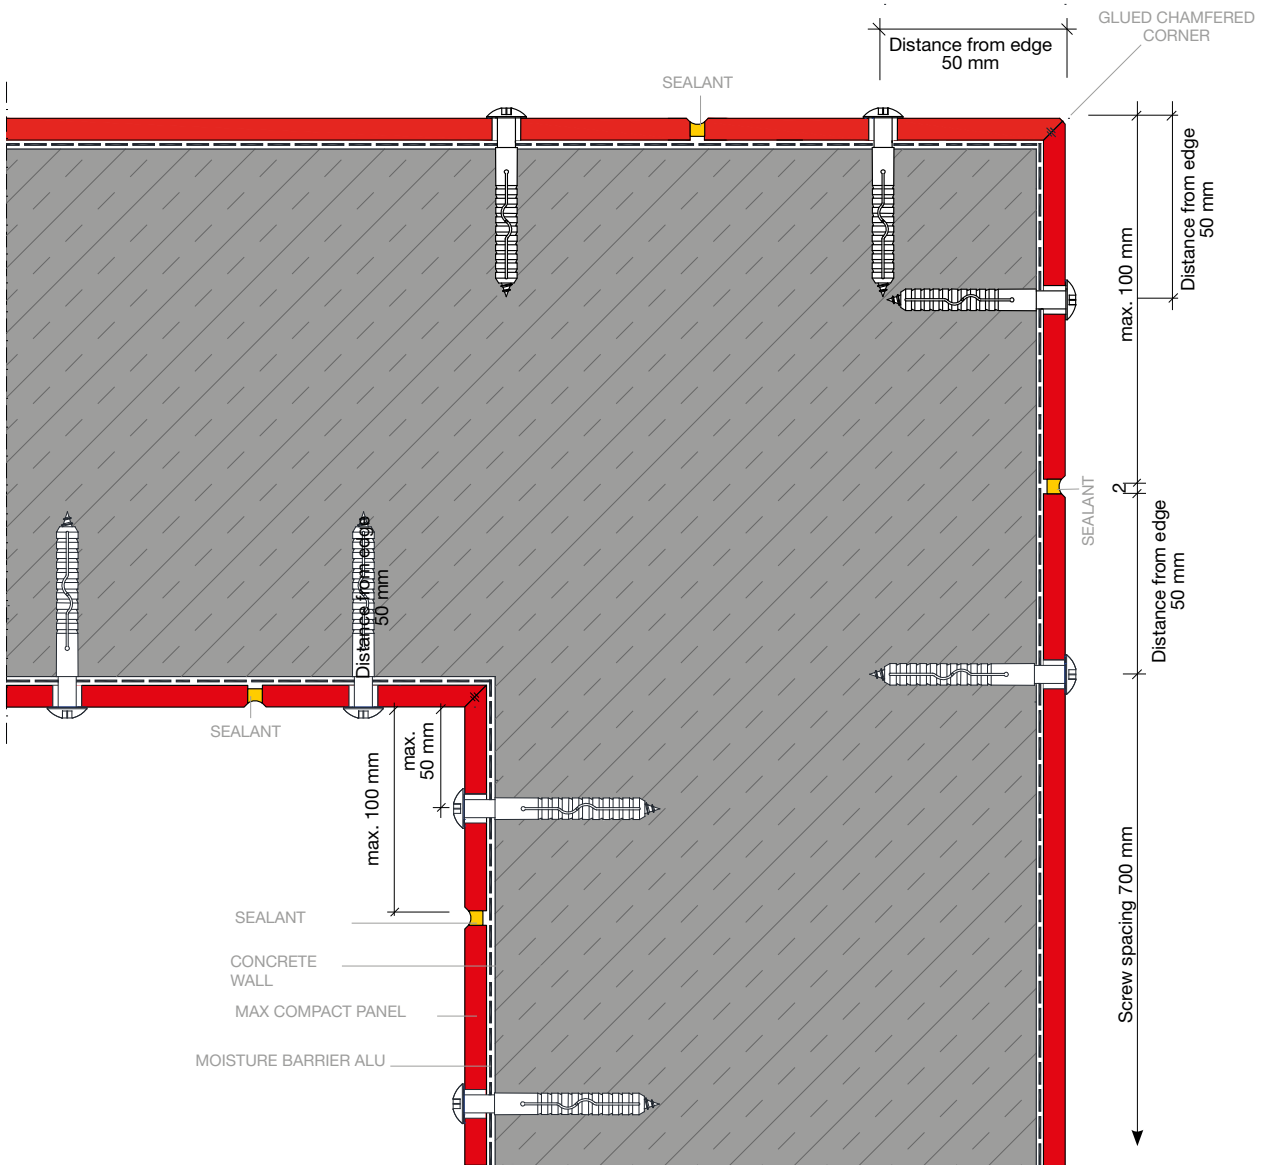 GLUED CHAMFERED
CORNER
Distance from edge
50 mm
SEALANT
Distance from edge
50 mm
max. 100 mm
2
SEALANT
Distance from edge
50 mm
Distance from edge
50 mm
SEALANT
max.
50 mm
max. 100 mm
Screw spacing 700 mm
SEALANT
CONCRETE
WALL
MAX COMPACT PANEL
MOISTURE BARRIER ALU